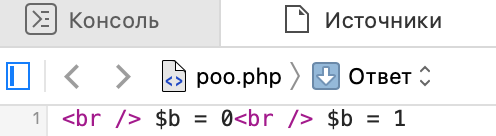 Консоль Источники
poo.php Ответ
1 <br /> $b = 0<br /> $b = 1